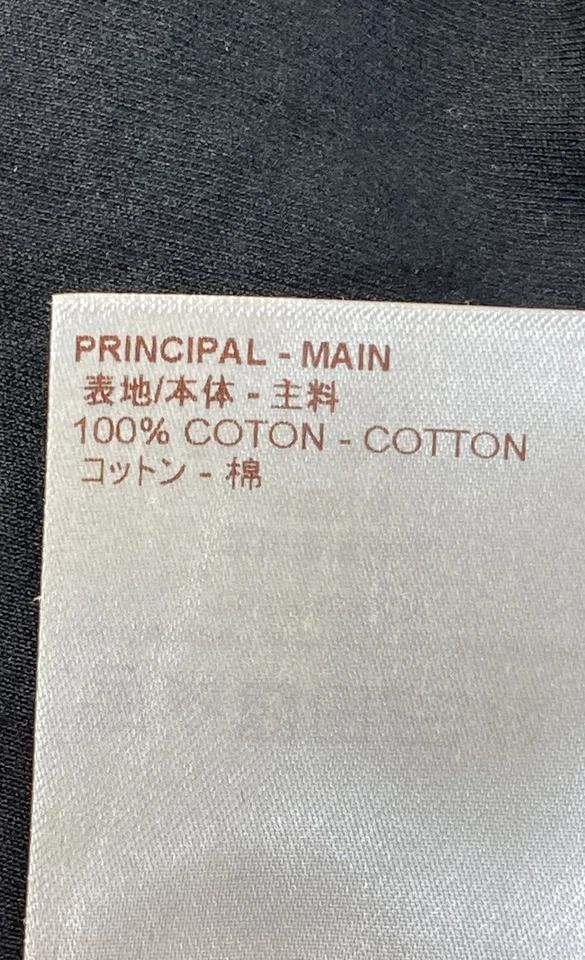 PRINCIPAL - MAIN
表地/本体 - 主料
100% COTON - COTTON
コットン - 棉